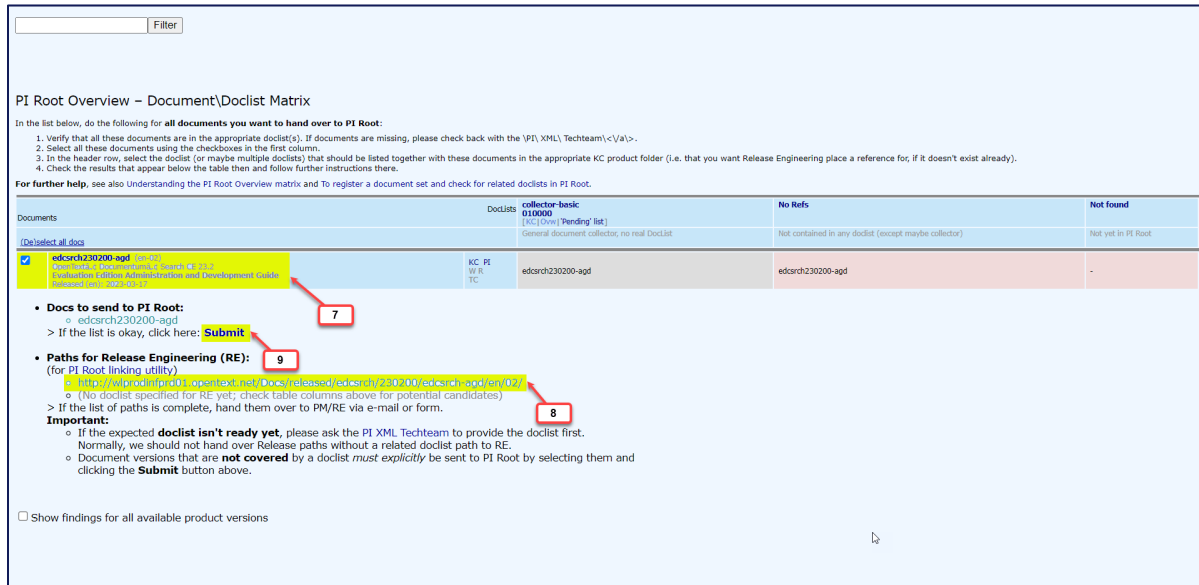 Filter
PI Root Overview – Document\Doclist Matrix
In the list below, do the following for all documents you want to hand over to PI Root:
1. Verify that all these documents are in the appropriate doclist(s). If documents are missing, please check back with the \PI\ XML\ Techteam\<\/a\>.
2. Select all these documents using the checkboxes in the first column.
3. In the header row, select the doclist (or maybe multiple doclists) that should be listed together with these documents in the appropriate KC product folder (i.e. that you want Release Engineering place a reference for, if it doesn't exist already).
4. Check the results that appear below the table then and follow further instructions there.
For further help, see also Understanding the PI Root Overview matrix and To register a document set and check for related doclists in PI Root.
Documents DocLists collector-basic No Refs Not found
010000
[KC|Ovw|'Pending' list]
General document collector, no real DocList Not contained in any doclist (except maybe collector) Not yet in PI Root
(De)select all docs
edcsrch230200-agd (en-02) KC PI
OpenTextâ„¢ Documentumâ„¢ Search CE 23.2 W R edcsrch230200-agd edcsrch230200-agd -
Evaluation Edition Administration and Development Guide TC
Released (en): 2023-03-17
7
• Docs to send to PI Root:
edcsrch230200-agd
> If the list is okay, click here: Submit
9
• Paths for Release Engineering (RE):
(for PI Root linking utility)
http://wlprodinfprd01.opentext.net/Docs/released/edcsrch/230200/edcsrch-agd/en/02/
(No doclist specified for RE yet; check table columns above for potential candidates)
8
> If the list of paths is complete, hand them over to PM/RE via e-mail or form.
Important:
If the expected doclist isn't ready yet, please ask the PI XML Techteam to provide the doclist first.
Normally, we should not hand over Release paths without a related doclist path to RE.
Document versions that are not covered by a doclist must explicitly be sent to PI Root by selecting them and
clicking the Submit button above.
Show findings for all available product versions